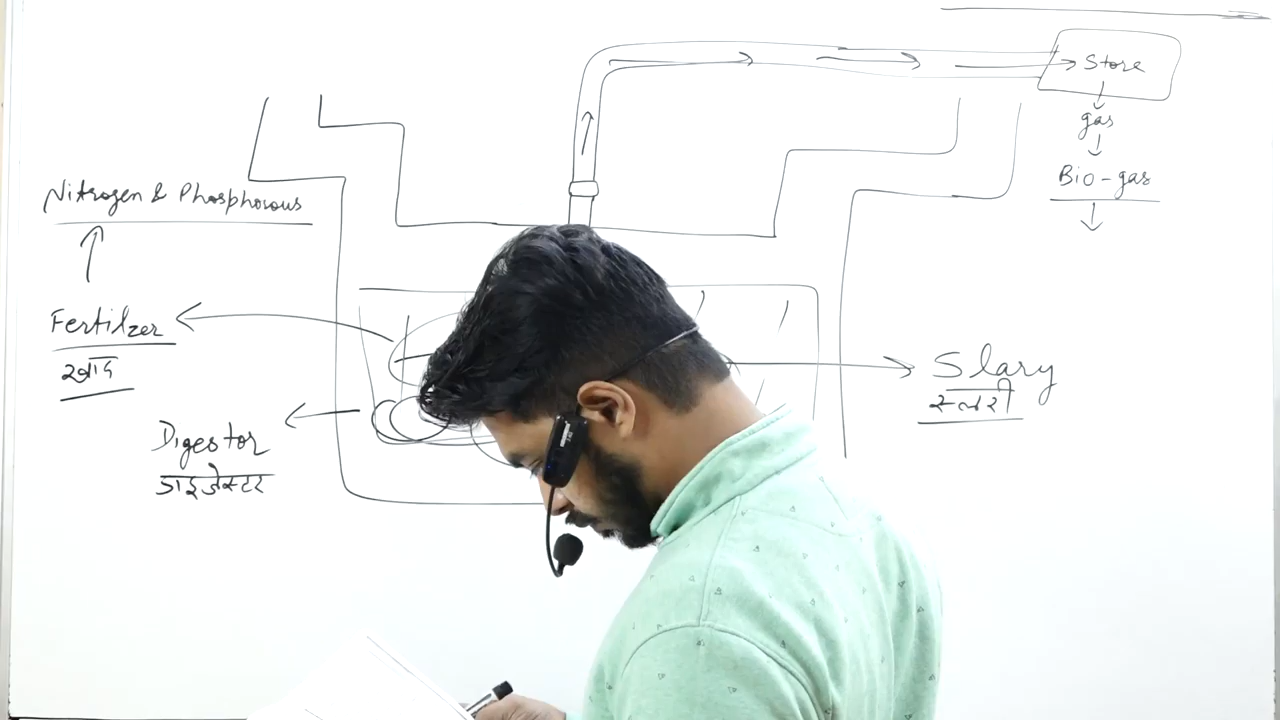 Store
gas
Bio-gas
Nitrogen & Phosphorous
Fertilzer
खाद
Digestor
डाइजेस्टर
Slary
स्लरी